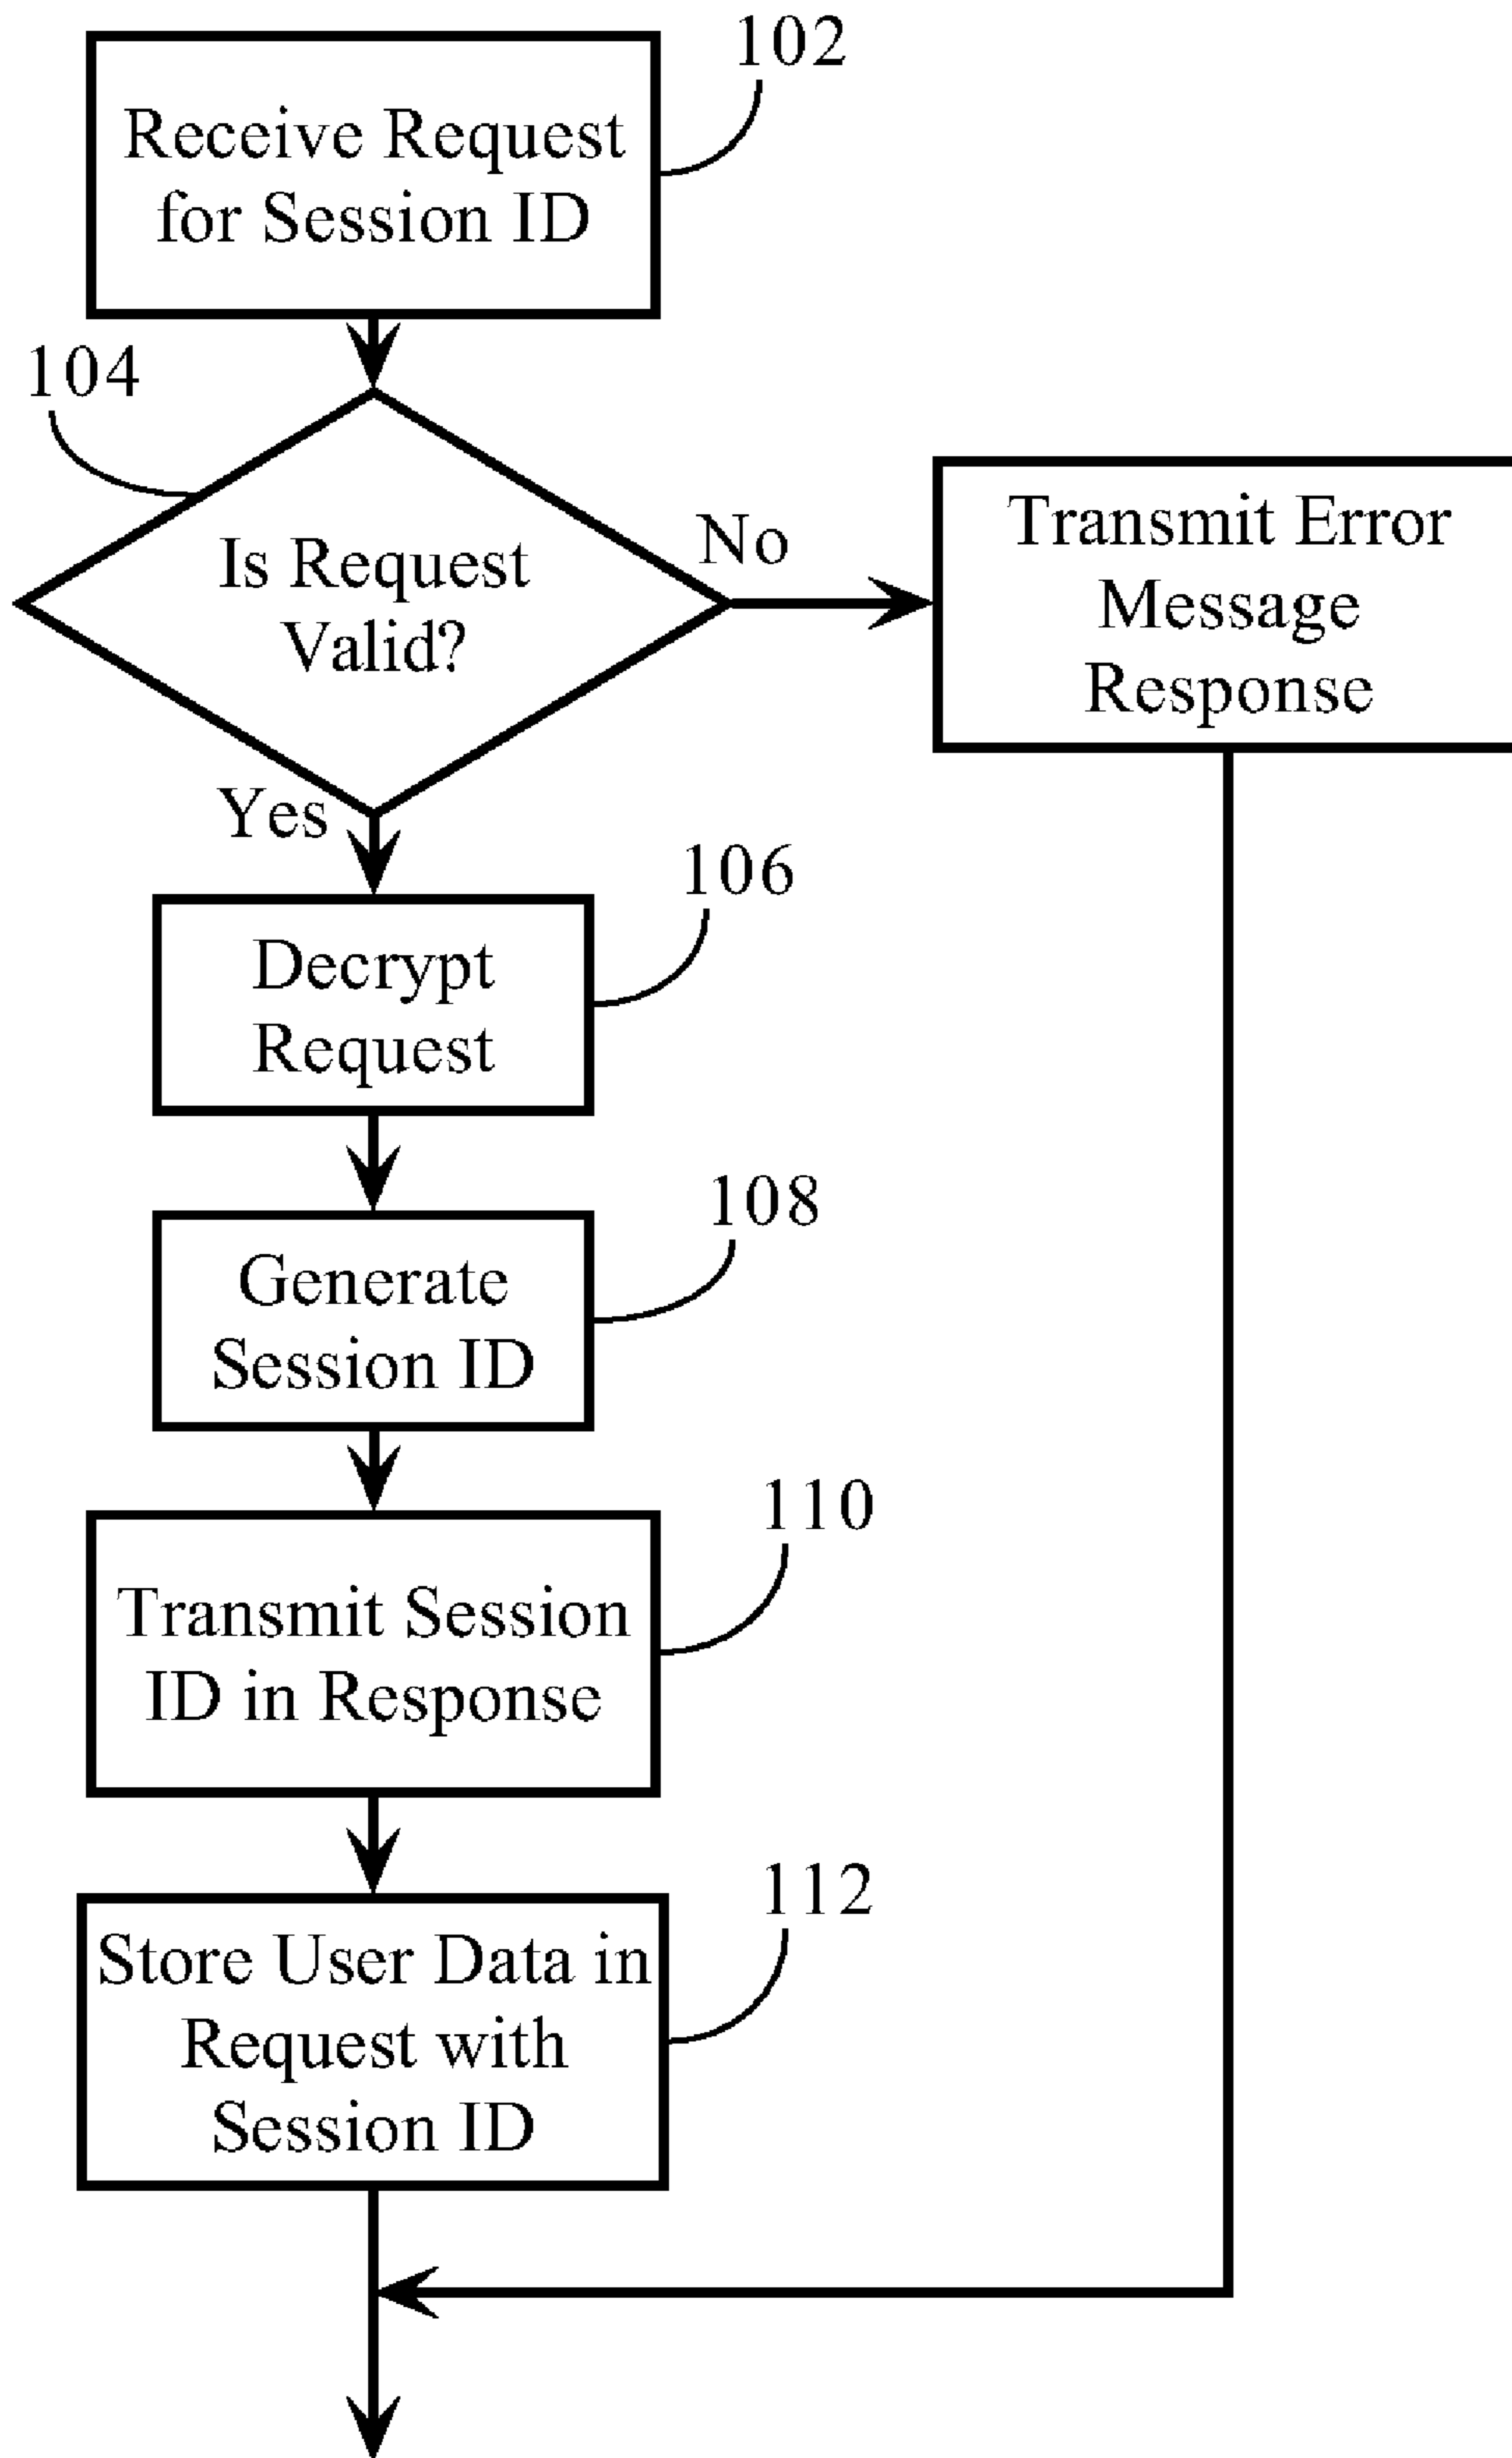 102
Receive Request
for Session ID
104
Is Request
Valid?
No
Transmit Error
Message
Response
Yes
106
Decrypt
Request
108
Generate
Session ID
110
Transmit Session
ID in Response
112
Store User Data in
Request with
Session ID